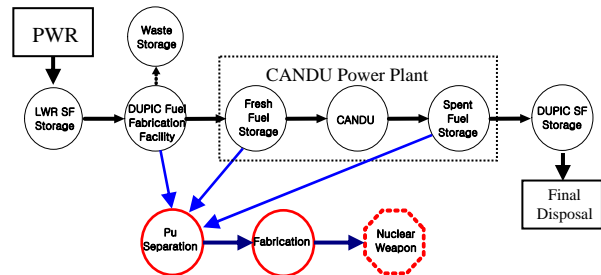 PWR
Waste
Storage
CANDU Power Plant
LWR SF
Storage
DUPIC Fuel
Fabrication
Facility
Fresh
Fuel
Storage
CANDU
Spent
Fuel
Storage
DUPIC SF
Storage
Final
Disposal
Pu
Separation
Fabrication
Nuclear
Weapon